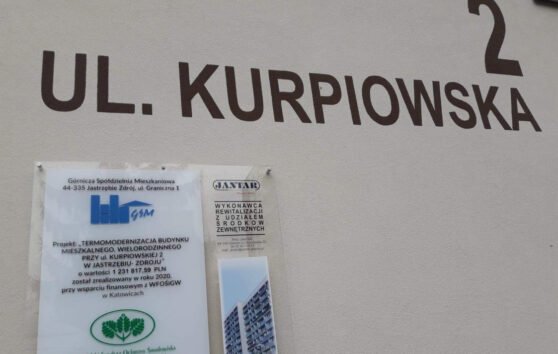 2
UL. KURPIOWSKA
Górnicza Spółdzielnia Mieszkaniowa
44-335 Jastrzębie Zdrój, ul. Graniczna 1
GSM
Projekt: „TERMOMODERNIZACJA BUDYNKU
MIESZKALNEGO, WIELORODZINNEGO
PRZY ul. KURPIOWSKIEJ 2
W JASTRZĘBIU- ZDROJU"
o wartości 1 231 817,59 PLN
został zrealizowany w roku 2020,
przy wsparciu finansowym z WFOŚiGW
w Katowicach
JANTAR
WYKONAWCA
REWITALIZACJI
Z UDZIAŁEM
ŚRODKÓW
ZEWNĘTRZNYCH